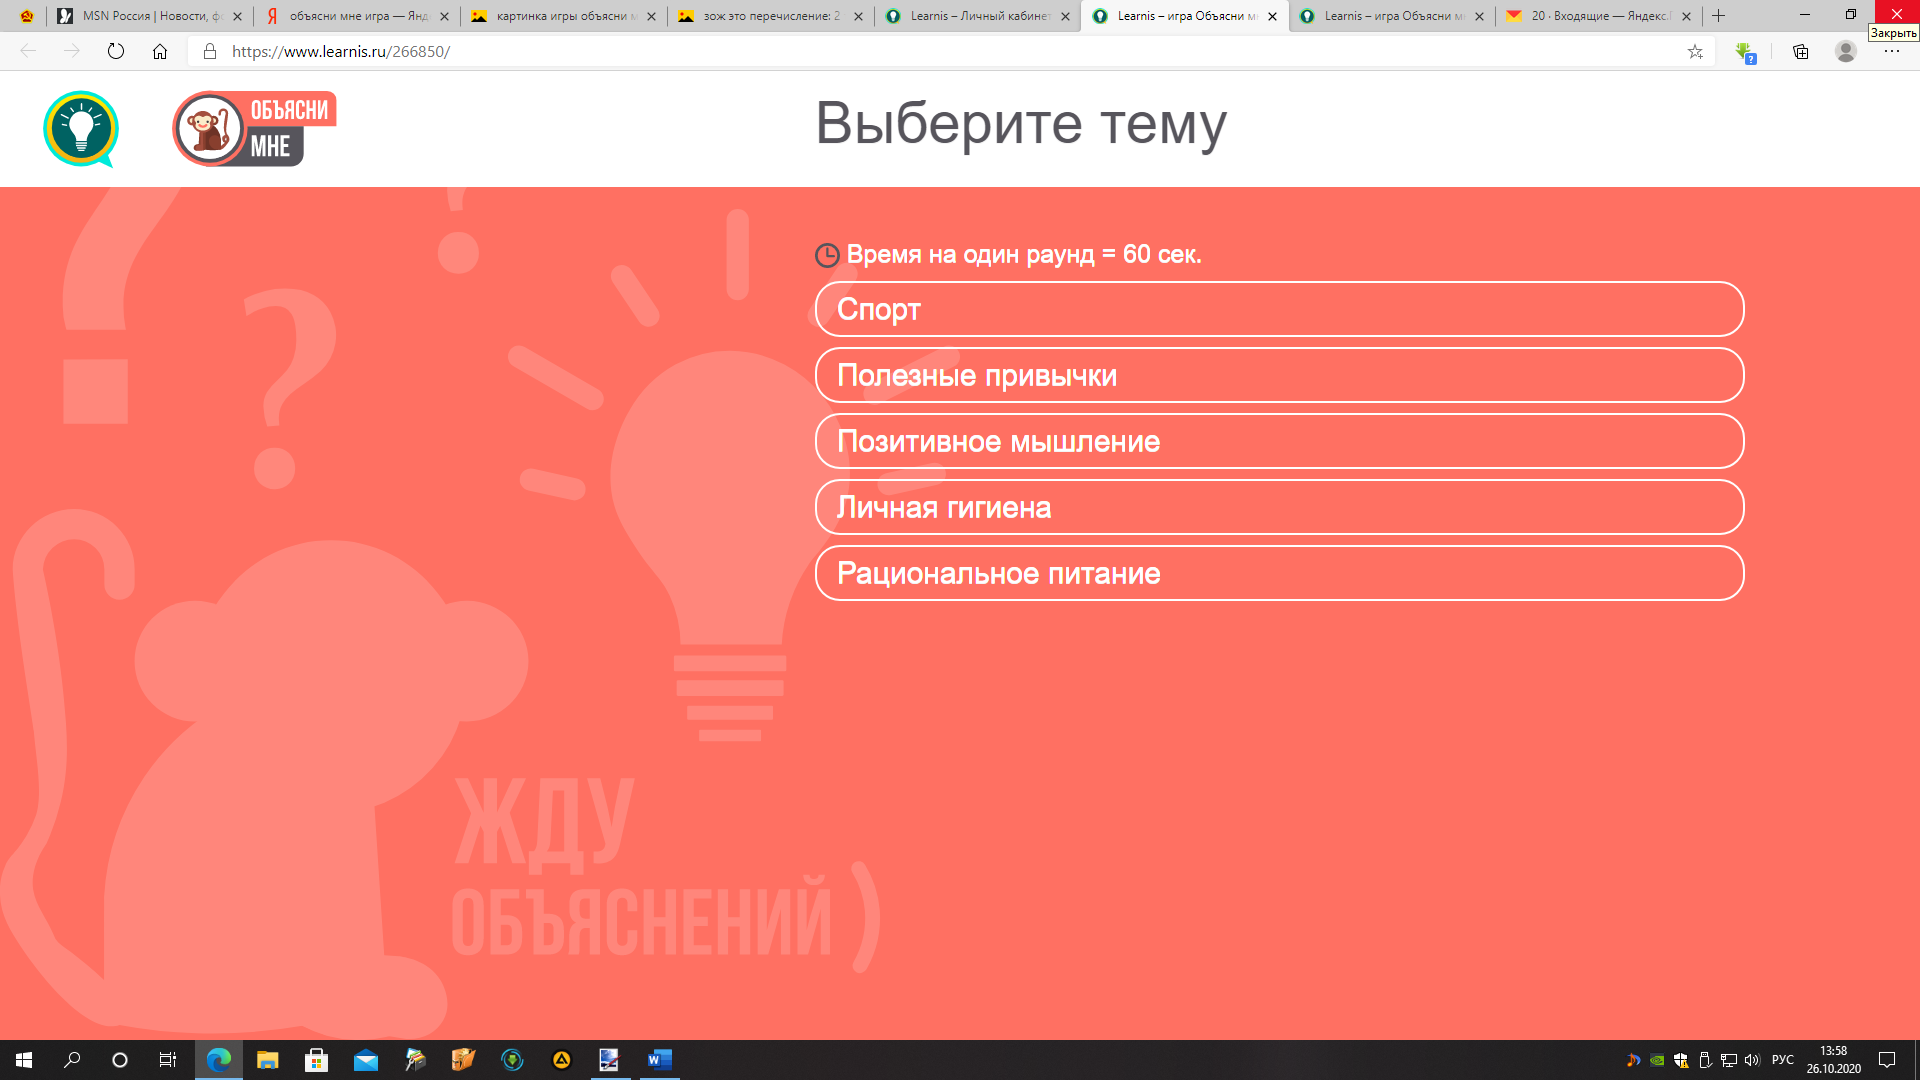 MSN Россия | Новости, фо
объясни мне игра — Янд
картинка игры объясни м
зож это перечисление: 2
Learnis – Личный кабинет
Learnis – игра Объясни м
Learnis – игра Объясни м
20 · Входящие — Яндекс.
Закрыть
https://www.learnis.ru/266850/
ОБЪЯСНИ
МНЕ
Выберите тему
Время на один раунд = 60 сек.
Спорт
Полезные привычки
Позитивное мышление
Личная гигиена
Рациональное питание
ЖДУ
ОБЪЯСНЕНИЙ)
РУС
13:58
26.10.2020